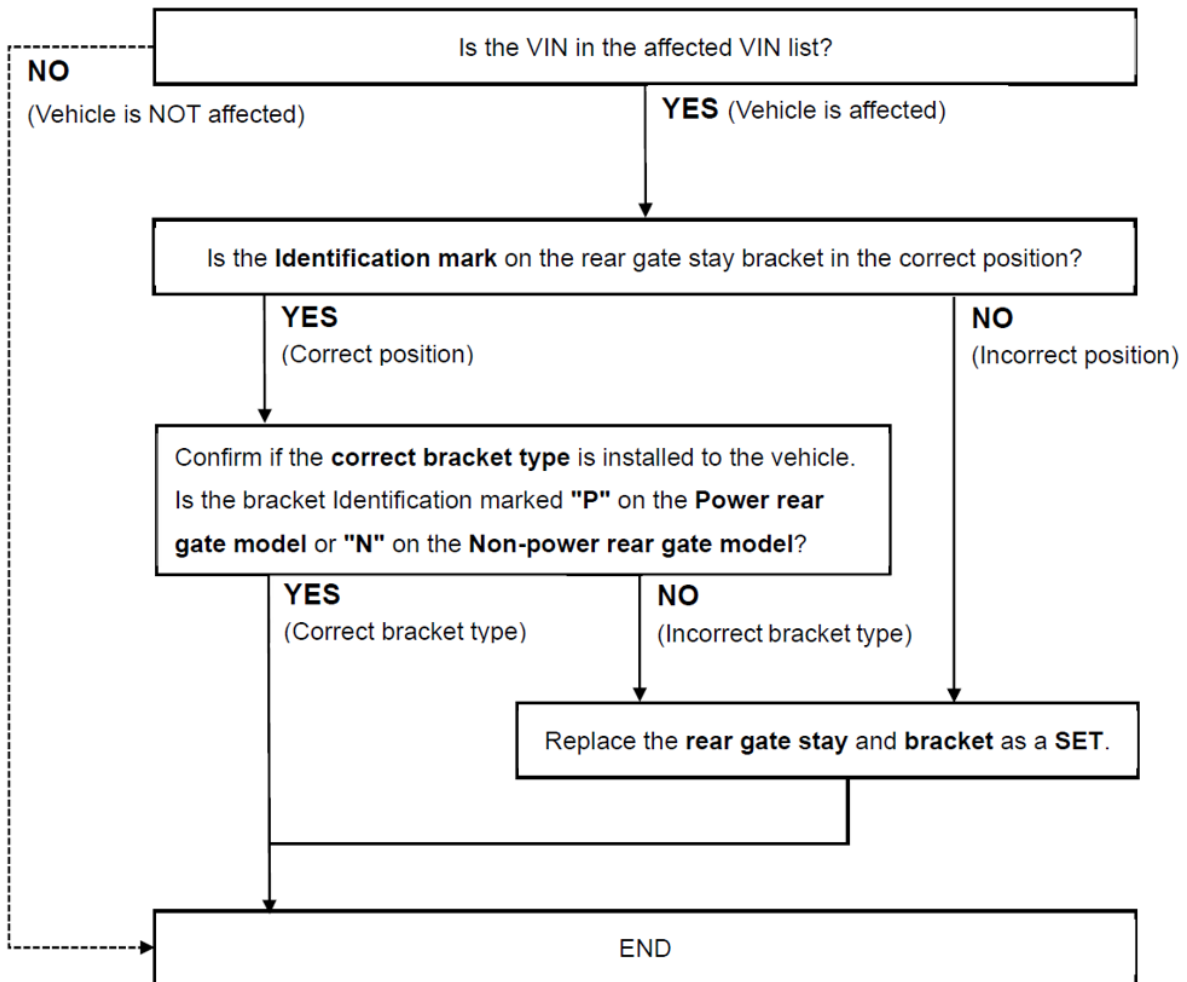 Is the VIN in the affected VIN list?
NO
(Vehicle is NOT affected)
YES (Vehicle is affected)
Is the Identification mark on the rear gate stay bracket in the correct position?
YES
(Correct position)
NO
(Incorrect position)
Confirm if the correct bracket type is installed to the vehicle.
Is the bracket Identification marked "P" on the Power rear
gate model or "N" on the Non-power rear gate model?
YES
(Correct bracket type)
NO
(Incorrect bracket type)
Replace the rear gate stay and bracket as a SET.
END